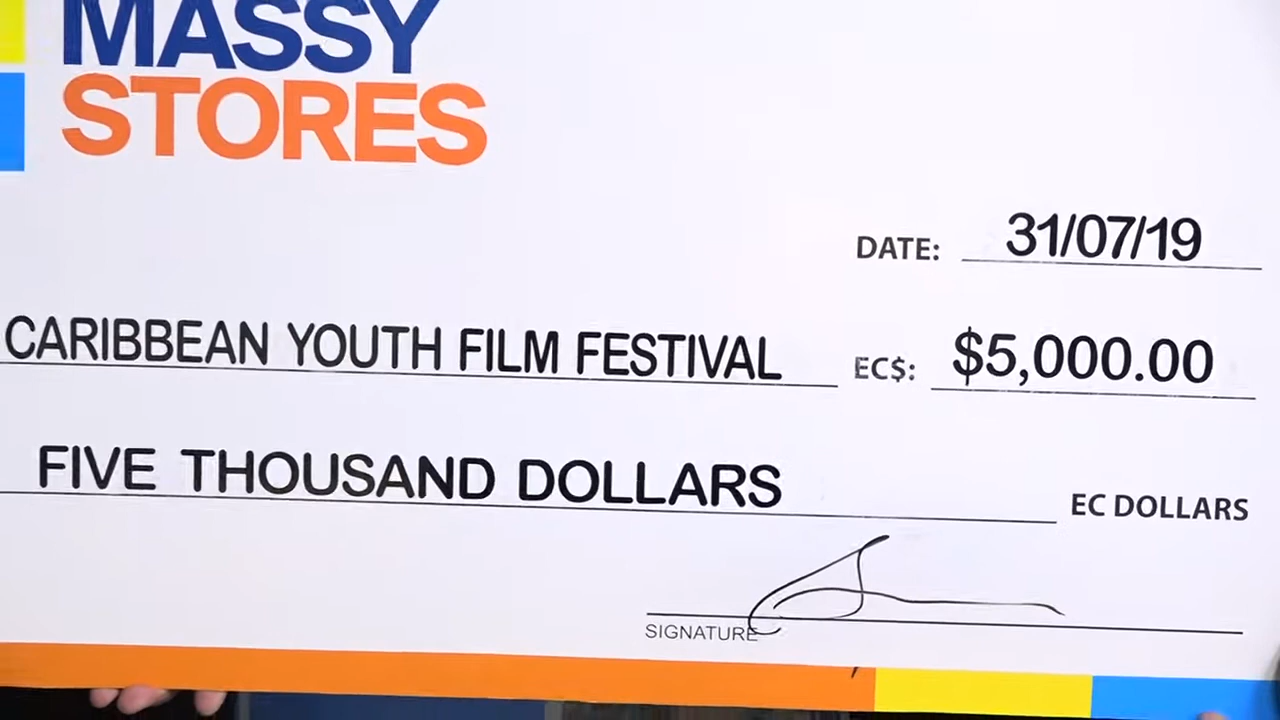 MASSY
STORES
DATE: 31/07/19
CARIBBEAN YOUTH FILM FESTIVAL EC$: $5,000.00
FIVE THOUSAND DOLLARS EC DOLLARS
SIGNATURE